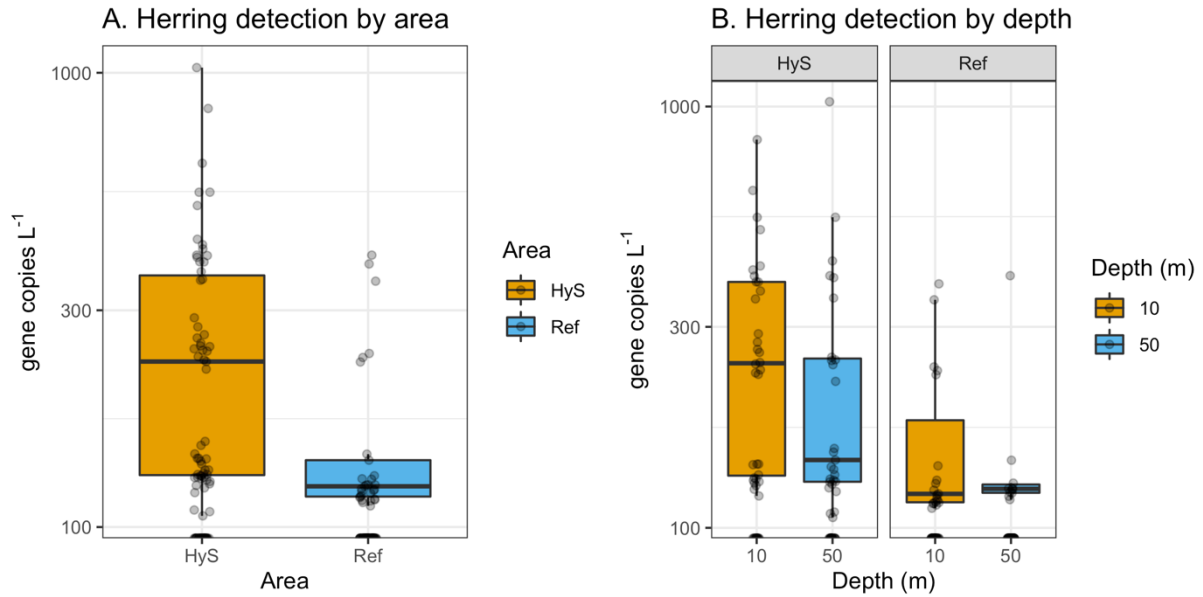 A. Herring detection by area
gene copies L⁻¹
1000
300
100
HyS Ref
Area
Area
HyS
Ref
B. Herring detection by depth
HyS Ref
gene copies L⁻¹
1000
300
100
10 50 10 50
Depth (m)
Depth (m)
10
50